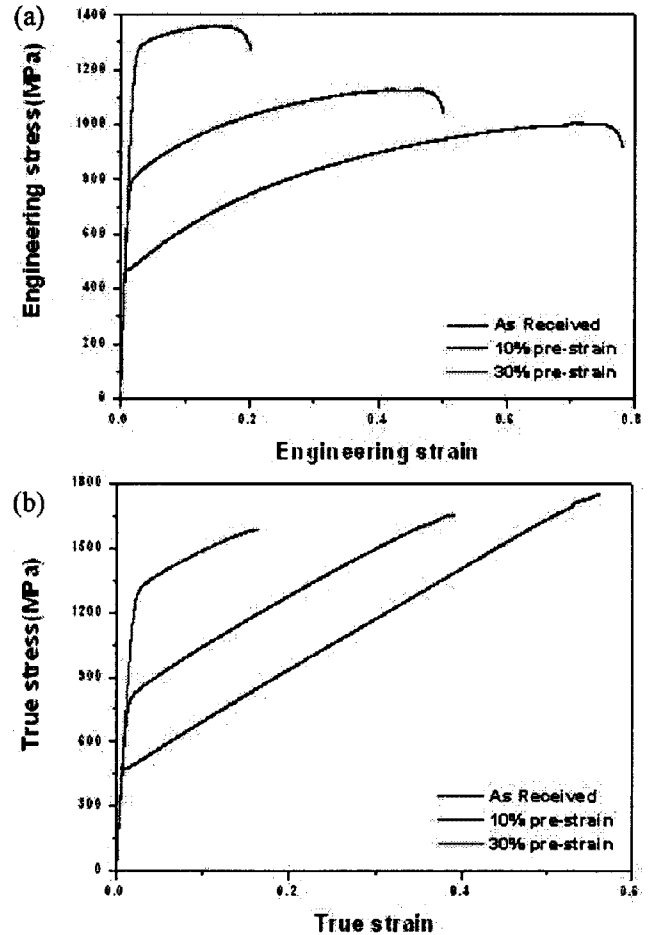 (a)
1400
1200
1000
800
600
400
200
0
Engineering stress(MPa)
As Received
10% pre-strain
30% pre-strain
0.0 0.2 0.4 0.6 0.8
Engineering strain
(b)
1800
1500
1200
900
600
300
0
True stress(MPa)
As Received
10% pre-strain
30% pre-strain
0.0 0.2 0.4 0.6
True strain